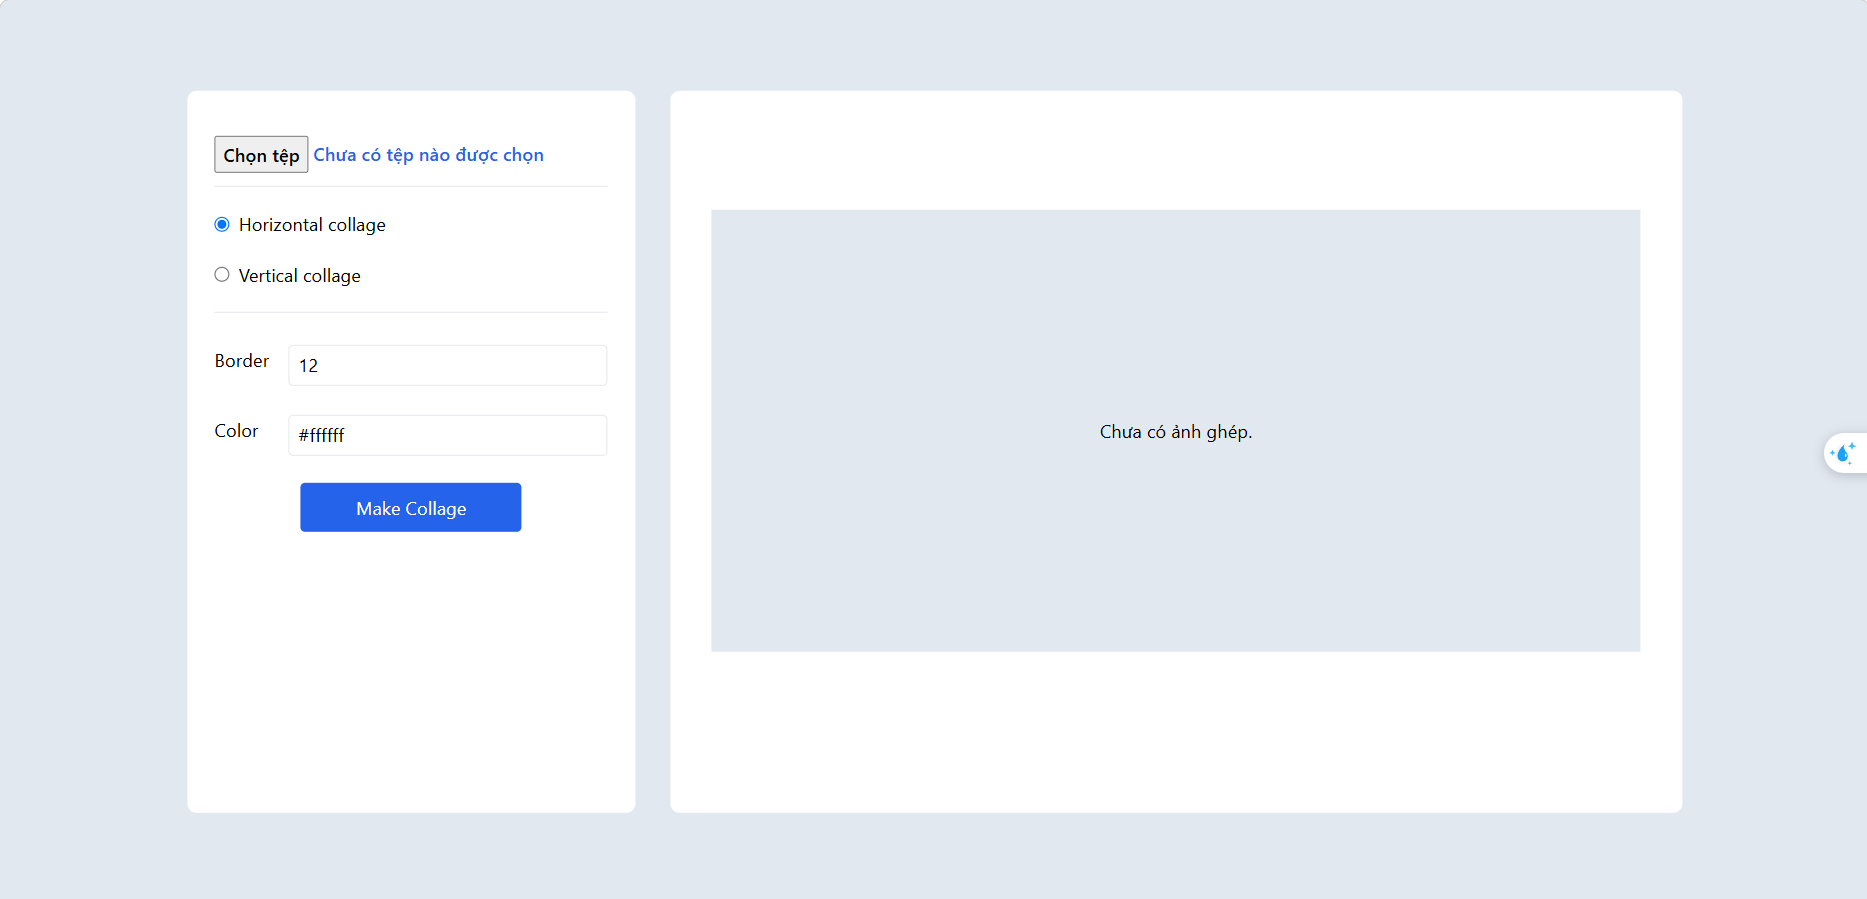 Chọn tệp Chưa có tệp nào được chọn
Horizontal collage
Vertical collage
Border 12
Color #ffffff
Make Collage
Chưa có ảnh ghép.